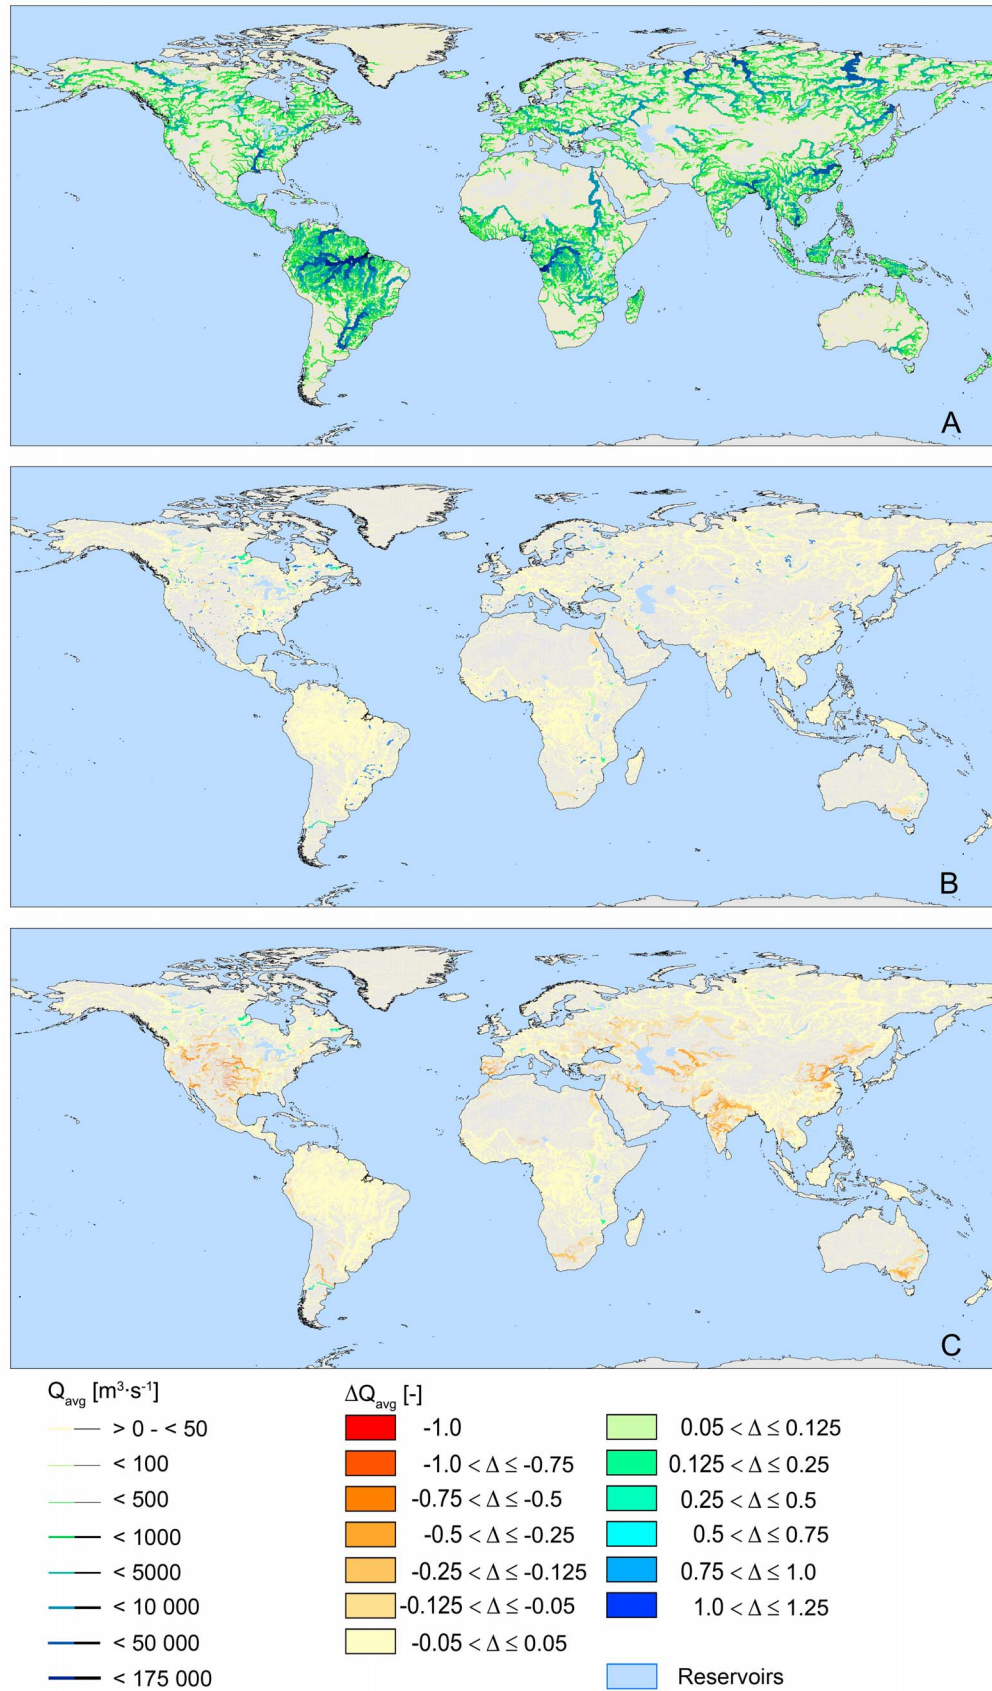 A
B
C
Qavg [m³·s⁻¹]
> 0 - < 50
< 100
< 500
< 1000
< 5000
< 10 000
< 50 000
< 175 000
ΔQavg [-]
-1.0
-1.0 < Δ ≤ -0.75
-0.75 < Δ ≤ -0.5
-0.5 < Δ ≤ -0.25
-0.25 < Δ ≤ -0.125
-0.125 < Δ ≤ -0.05
-0.05 < Δ ≤ 0.05
0.05 < Δ ≤ 0.125
0.125 < Δ ≤ 0.25
0.25 < Δ ≤ 0.5
0.5 < Δ ≤ 0.75
0.75 < Δ ≤ 1.0
1.0 < Δ ≤ 1.25
Reservoirs